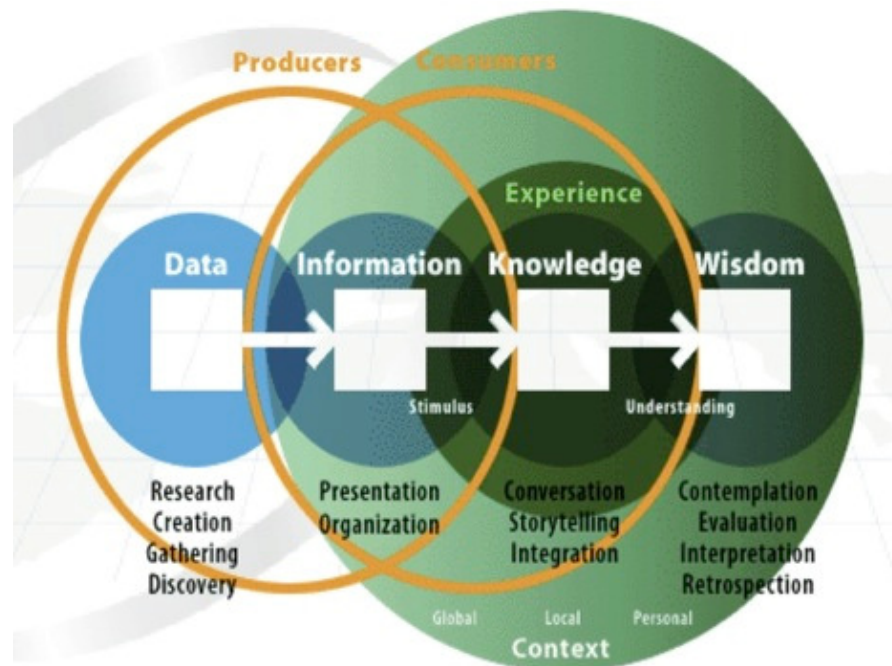 Producers Consumers
Experience
Data Information Knowledge Wisdom
Stimulus Understanding
Research
Creation
Gathering
Discovery
Presentation
Organization
Conversation
Storytelling
Integration
Contemplation
Evaluation
Interpretation
Retrospection
Global Local Personal
Context